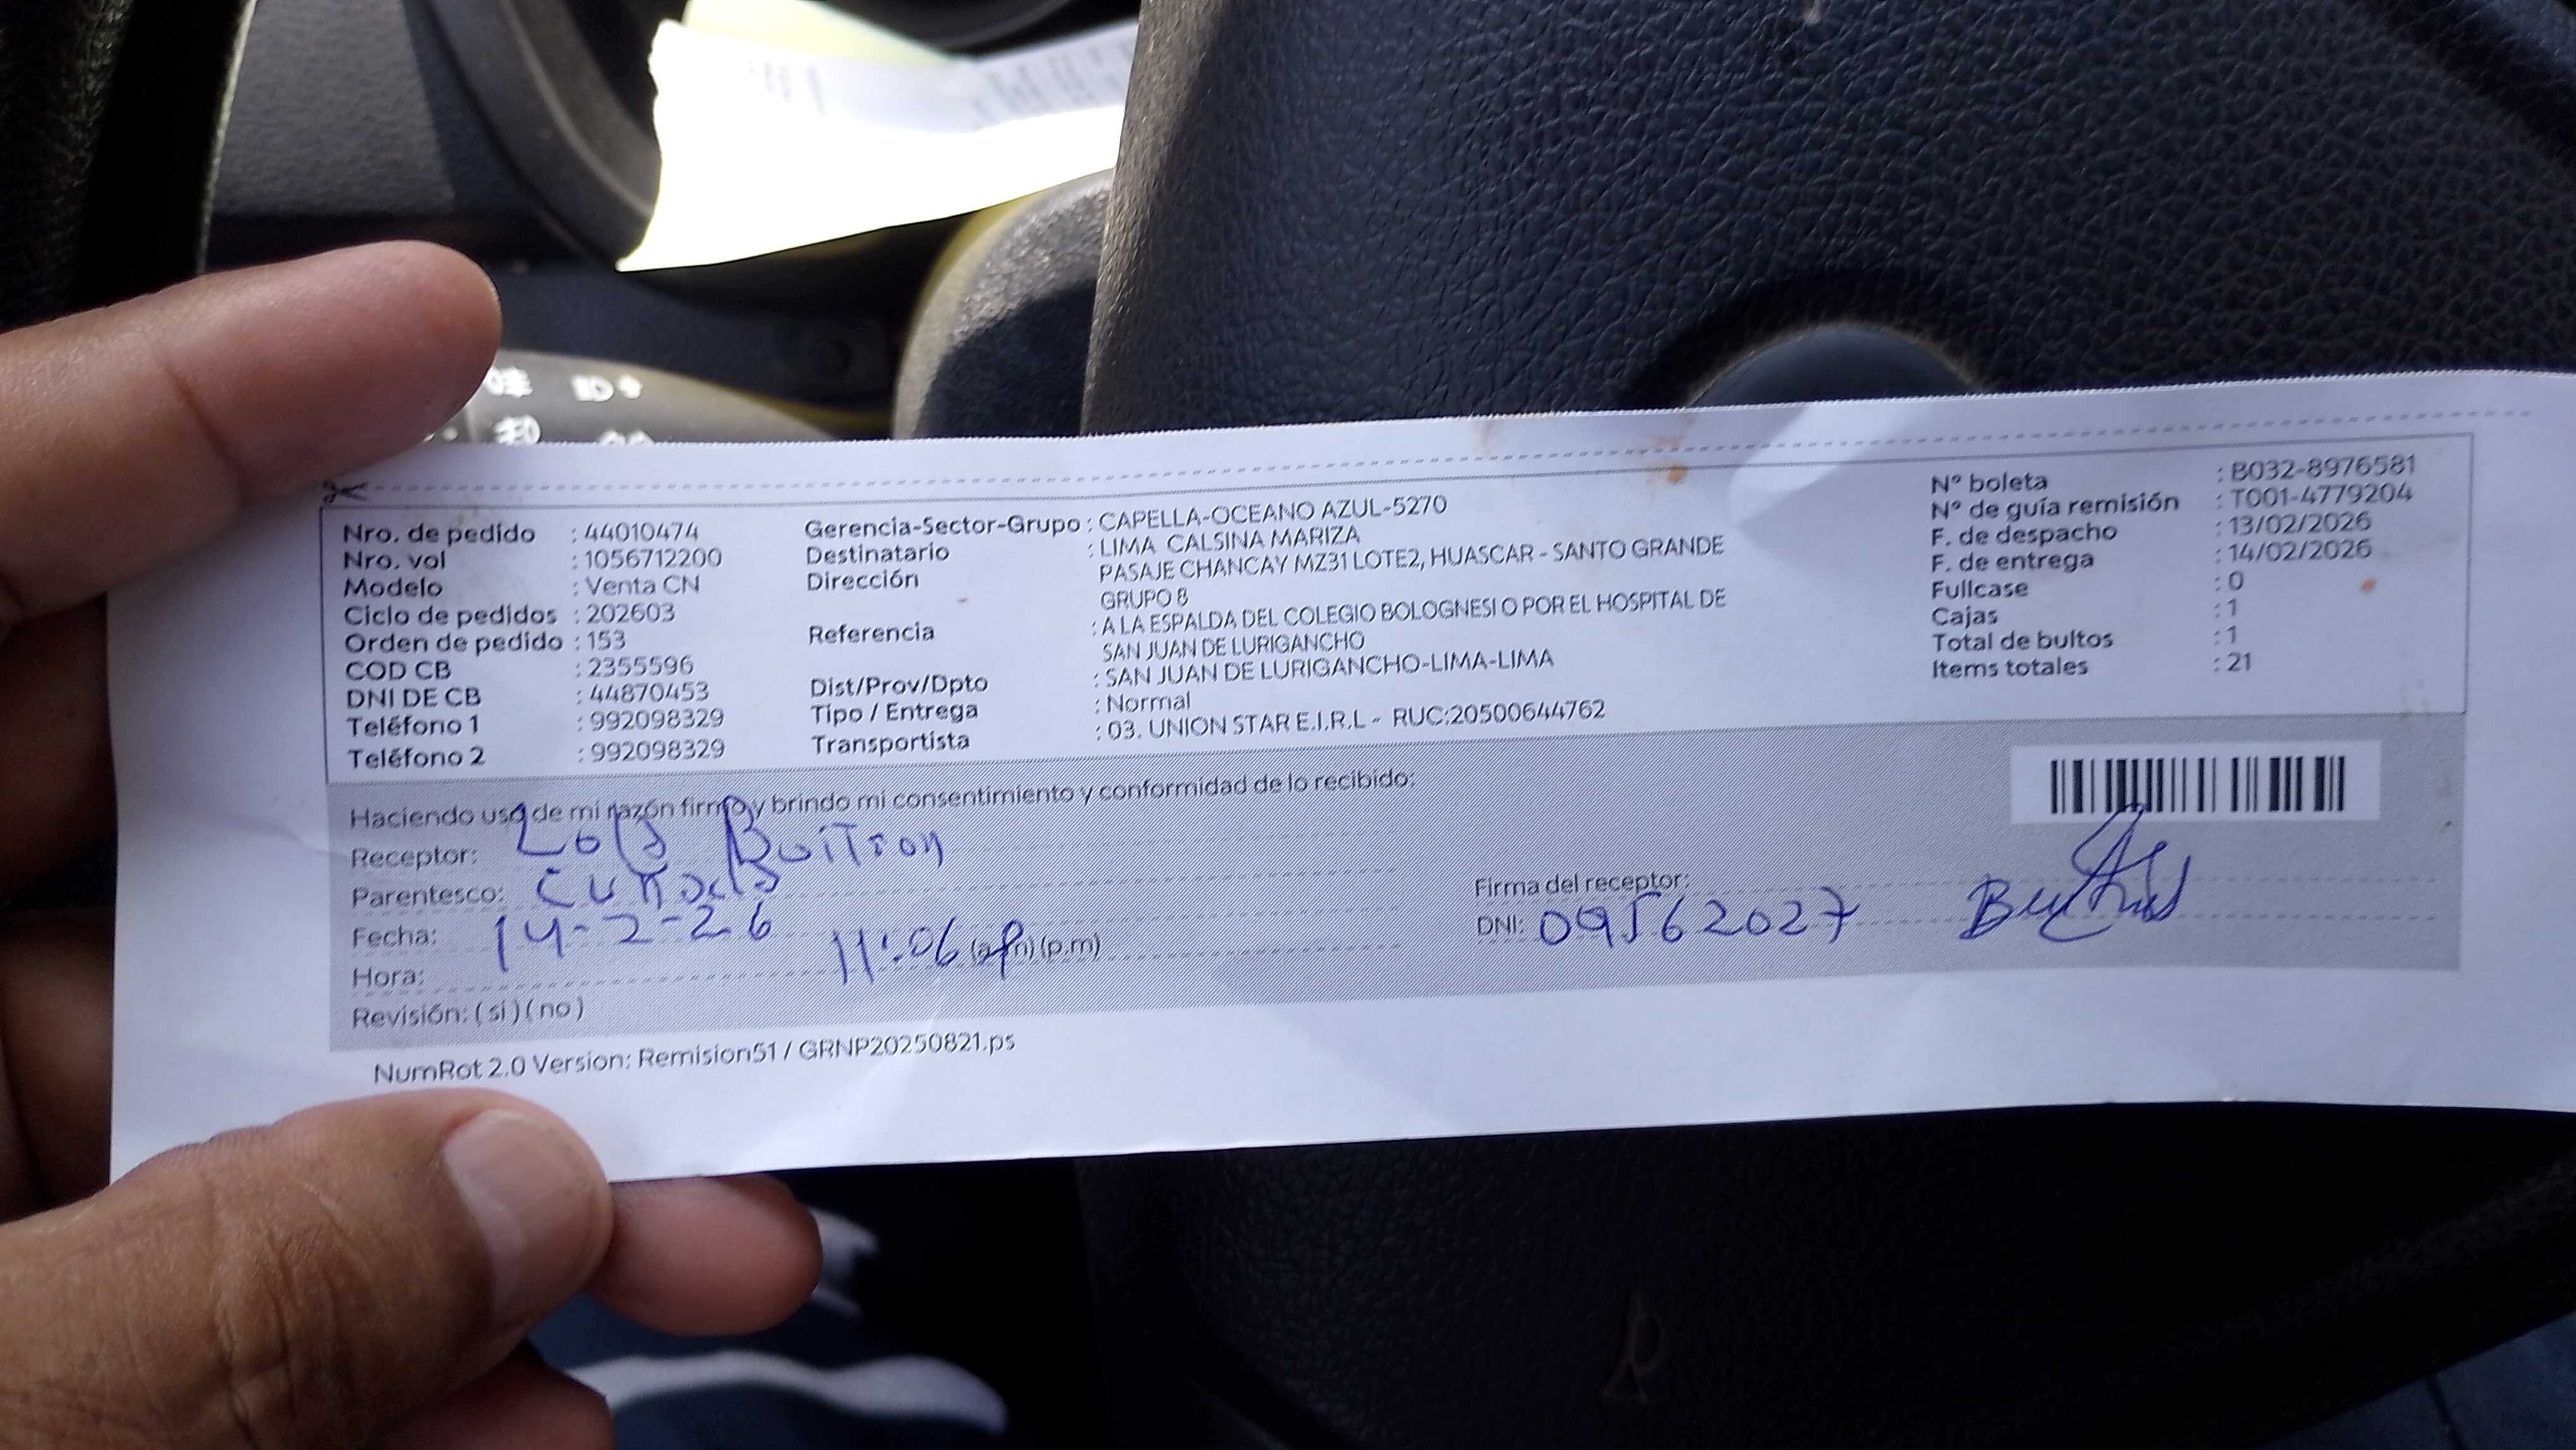 Nro. de pedido : 44010474
Nro. vol : 1056712200
Modelo : Venta CN
Ciclo de pedidos : 202603
Orden de pedido : 153
COD CB : 2355596
DNI DE CB : 44870453
Teléfono 1 : 992098329
Teléfono 2 : 992098329
Gerencia-Sector-Grupo : CAPELLA-OCEANO AZUL-5270
Destinatario : LIMA CALSINA MARIZA
Dirección PASAJE CHANCAY MZ31 LOTE2, HUASCAR - SANTO GRANDE
GRUPO 8
Referencia : A LA ESPALDA DEL COLEGIO BOLOGNESI O POR EL HOSPITAL DE
SAN JUAN DE LURIGANCHO
Dist/Prov/Dpto : SAN JUAN DE LURIGANCHO-LIMA-LIMA
Tipo / Entrega : Normal
Transportista : 03. UNION STAR E.I.R.L - RUC:20500644762
N° boleta : B032-8976581
N° de guía remisión : T001-4779204
F. de despacho : 13/02/2026
F. de entrega : 14/02/2026
Fullcase : 0
Cajas : 1
Total de bultos : 1
Items totales : 21
Haciendo uso de mi razón firmo y brindo mi consentimiento y conformidad de lo recibido:
Receptor: Buitron
Parentesco:
Fecha: 14-2-26
Hora: 11:06 (a.m) (p.m)
Revisión: ( si ) ( no )
Firma del receptor:
DNI: 09562027
NumRot 2.0 Version: Remision51 / GRNP20250821.ps